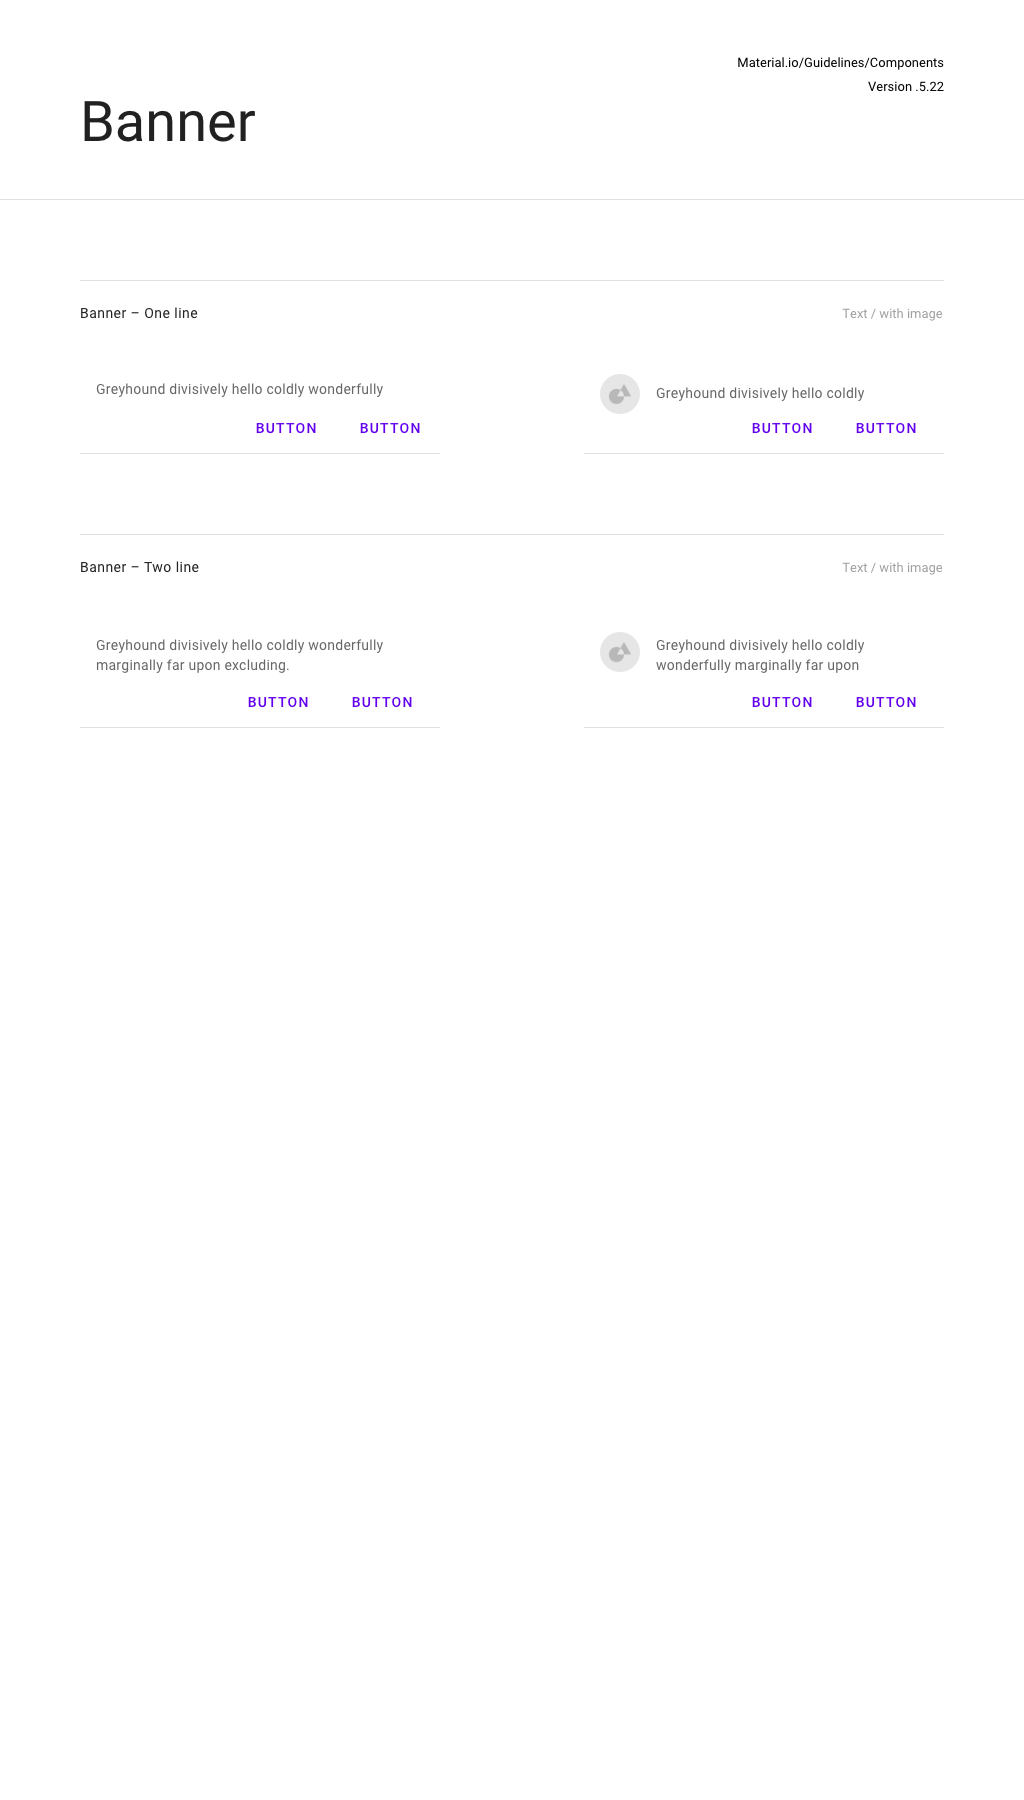 Material.io/Guidelines/Components
Version .5.22
Banner
Banner – One line
Text / with image
Greyhound divisively hello coldly wonderfully
BUTTON BUTTON
Greyhound divisively hello coldly
BUTTON BUTTON
Banner – Two line
Text / with image
Greyhound divisively hello coldly wonderfully
marginally far upon excluding.
BUTTON BUTTON
Greyhound divisively hello coldly
wonderfully marginally far upon
BUTTON BUTTON